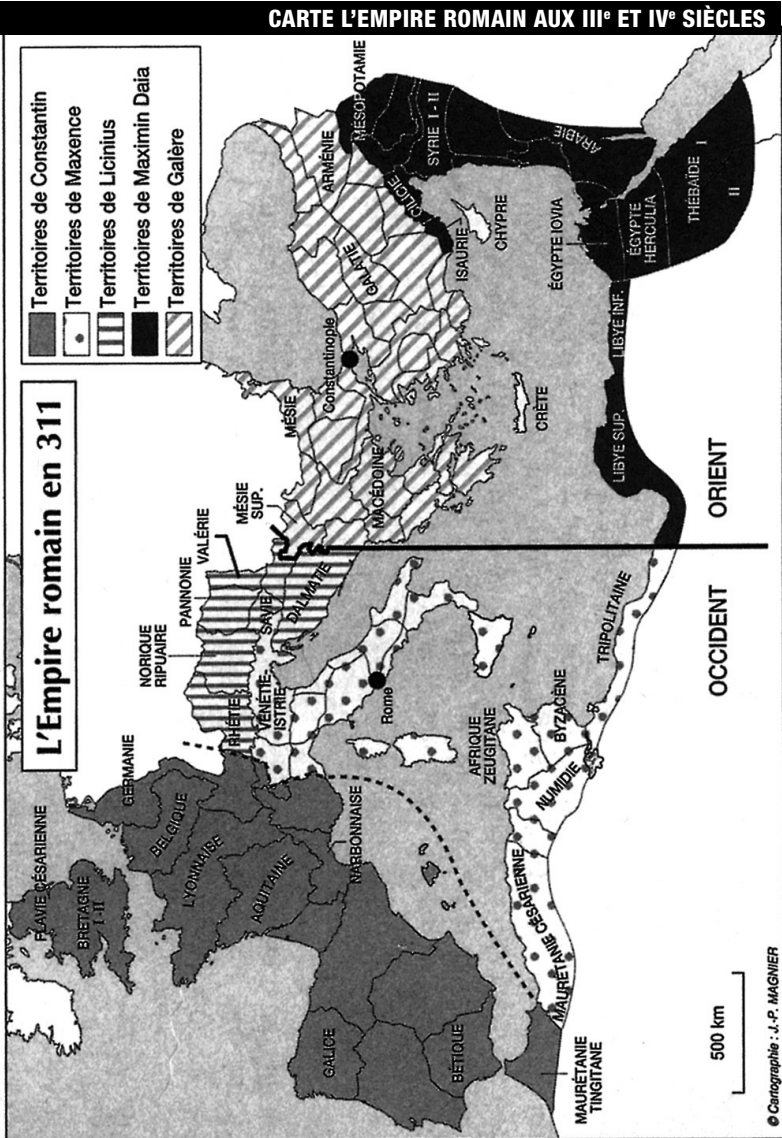 CARTE L'EMPIRE ROMAIN AUX IIIe ET IVe SIÈCLES
L'Empire romain en 311
Territoires de Constantin
Territoires de Maxence
Territoires de Licinius
Territoires de Maximin Daia
Territoires de Galère
FLAVIE CÉSARIENNE
BRETAGNE
I-II
GERMANIE
BELGIQUE
LYONNAISE
AQUITAINE
NARBONNAISE
GALICE
BÉTIQUE
MAURÉTANIE
TINGITANE
NORIQUE
RIPUAIRE
PANNONIE
VALÉRIE
RHÉTIE
VÉNÉTIE-
ISTRIE
SAVIE
DALMATIE
MÉSIE
SUP.
MÉSIE
MACÉDOINE
Constantinople
GALATIE
ARMÉNIE
MÉSOPOTAMIE
CILICIE
ISAURIE
CHYPRE
SYRIE I-II
ARABIE
CRÈTE
Rome
AFRIQUE
ZEUGITANE
BYZACÈNE
NUMIDIE
MAURÉTANIE CÉSARIENNE
TRIPOLITAINE
LIBYE SUP.
LIBYE INF.
ÉGYPTE IOVIA
ÉGYPTE
HERCULIA
THÉBAÏDE I
II
OCCIDENT
ORIENT
500 km
© Cartographie : J.-P. MAGNIER